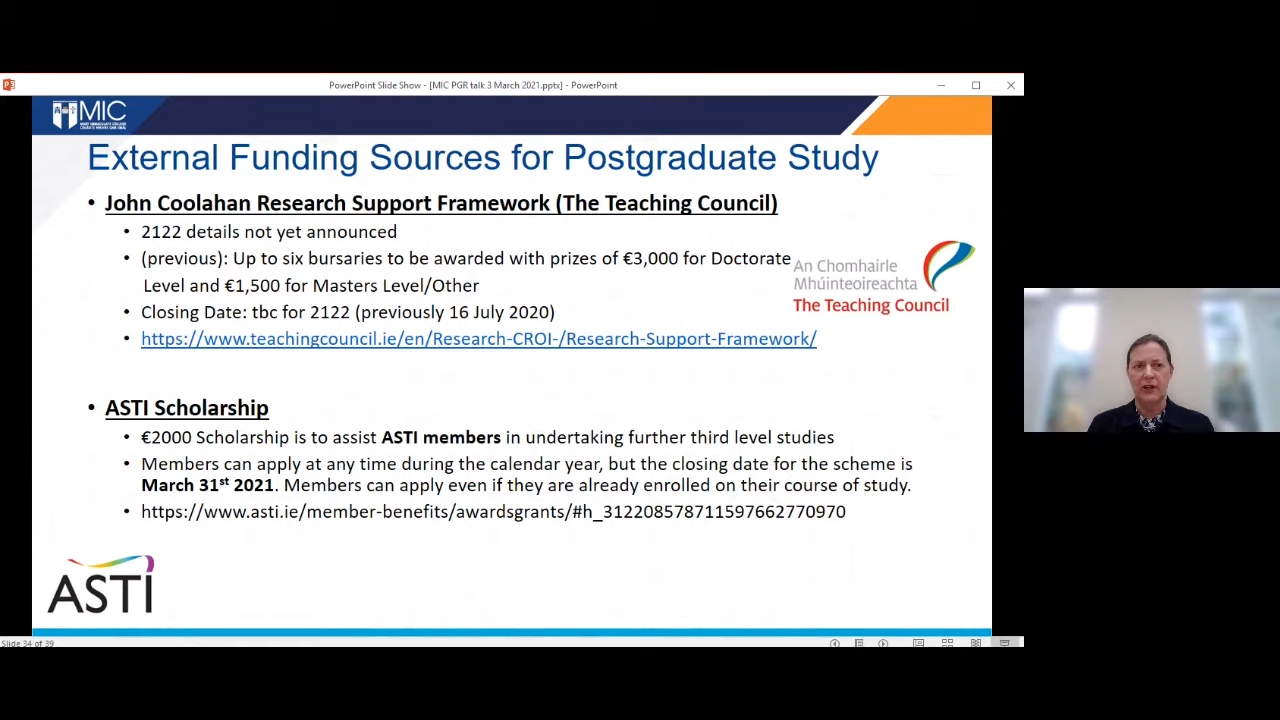 PowerPoint Slide Show - [MIC PGR talk 3 March 2021.pptx] - PowerPoint
MIC
External Funding Sources for Postgraduate Study
• John Coolahan Research Support Framework (The Teaching Council)
• 2122 details not yet announced
• (previous): Up to six bursaries to be awarded with prizes of €3,000 for Doctorate
Level and €1,500 for Masters Level/Other
• Closing Date: tbc for 2122 (previously 16 July 2020)
• https://www.teachingcouncil.ie/en/Research-CROI-/Research-Support-Framework/
An Chomhairle
Mhúinteoireachta
The Teaching Council
• ASTI Scholarship
• €2000 Scholarship is to assist ASTI members in undertaking further third level studies
• Members can apply at any time during the calendar year, but the closing date for the scheme is
March 31st 2021. Members can apply even if they are already enrolled on their course of study.
• https://www.asti.ie/member-benefits/awardsgrants/#h_312208578711597662770970
ASTI
Slide 34 of 39